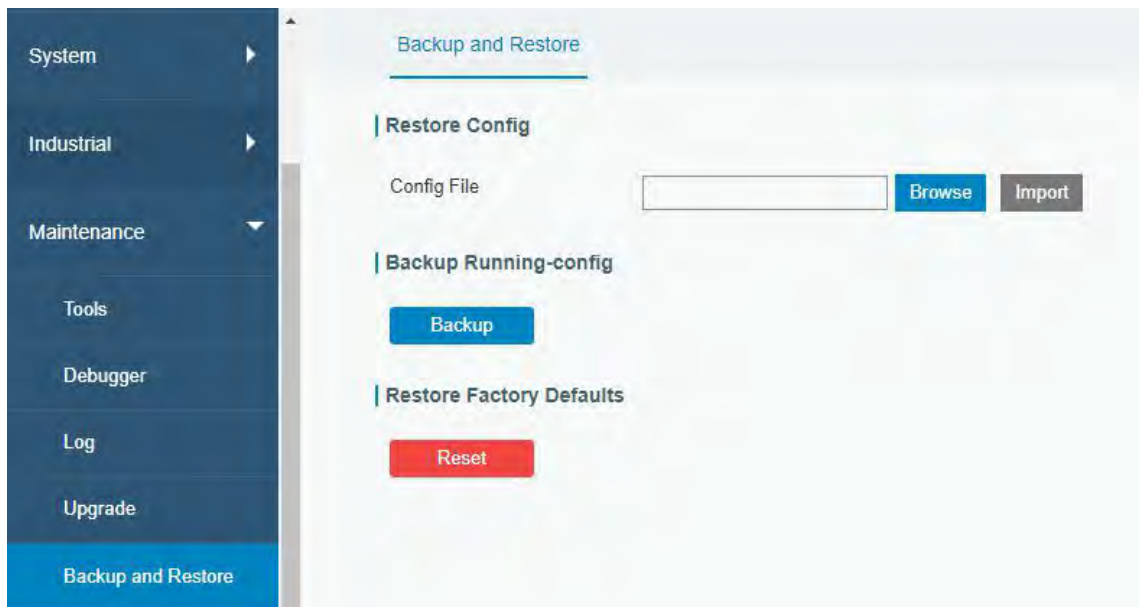 System
Industrial
Maintenance
Tools
Debugger
Log
Upgrade
Backup and Restore
Backup and Restore
Restore Config
Config File
Browse
Import
Backup Running-config
Backup
Restore Factory Defaults
Reset